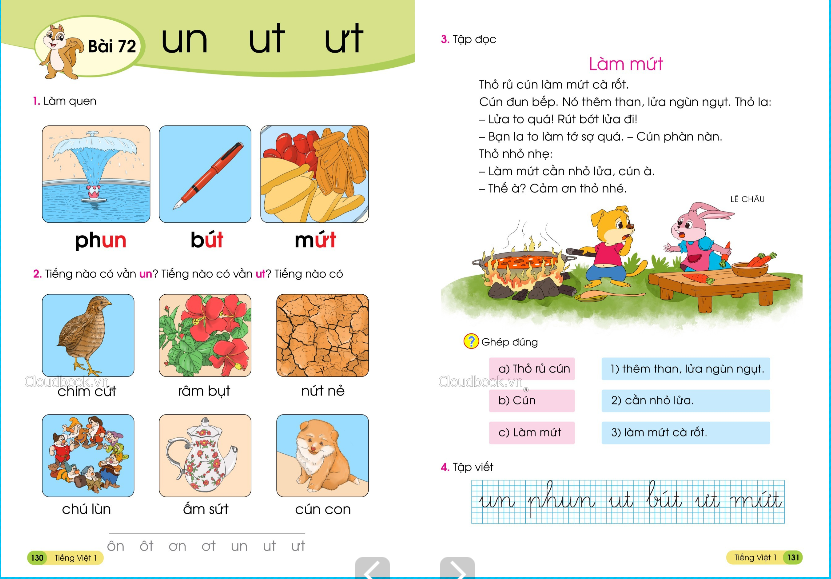 Bài 72
un ut ưt
1. Làm quen
phun bút mứt
2. Tiếng nào có vần un? Tiếng nào có vần ut? Tiếng nào có
Cloudbook.vn
chim cút râm bụt nứt nẻ
chú lùn ấm sứt cún con
ôn ôt ơn ơt un ut ưt
130 Tiếng Việt 1
3. Tập đọc
Làm mứt
Thỏ rủ cún làm mứt cà rốt.
Cún đun bếp. Nó thêm than, lửa ngùn ngụt. Thỏ la:
– Lửa to quá! Rút bớt lửa đi!
– Bạn la to làm tớ sợ quá. – Cún phàn nàn.
Thỏ nhỏ nhẹ:
– Làm mứt cần nhỏ lửa, cún à.
– Thế à? Cảm ơn thỏ nhé.
LÊ CHÂU
? Ghép đúng
a) Thỏ rủ cún 1) thêm than, lửa ngùn ngụt.
Cloudbook.vn
b) Cún 2) cần nhỏ lửa.
c) Làm mứt 3) làm mứt cà rốt.
4. Tập viết
un phun ut bút ưt mứt
Tiếng Việt 1 131